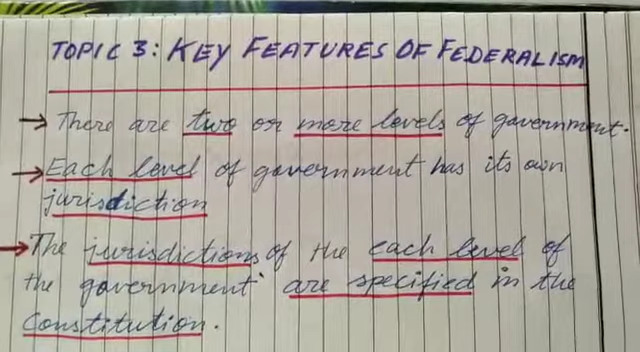 TOPIC 3: KEY FEATURES OF FEDERALISM
→ There are two or more levels of government.
→ Each level of government has its own
jurisdiction
→ The jurisdictions of the each level of
the government are specified in the
Constitution.